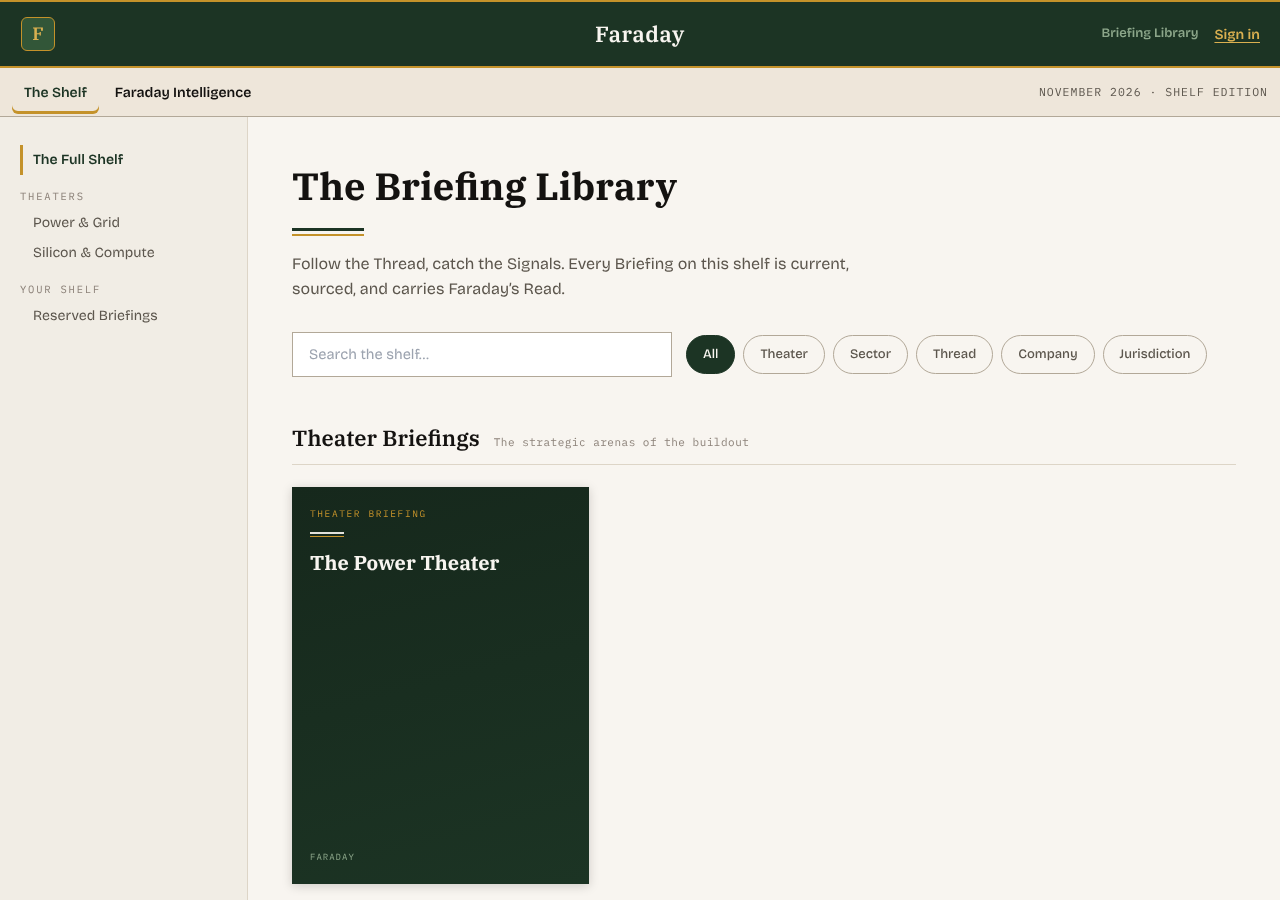 F
Faraday
Briefing Library
Sign in
The Shelf
Faraday Intelligence
NOVEMBER 2026 · SHELF EDITION
The Full Shelf
THEATERS
Power & Grid
Silicon & Compute
YOUR SHELF
Reserved Briefings
The Briefing Library
Follow the Thread, catch the Signals. Every Briefing on this shelf is current,
sourced, and carries Faraday's Read.
Search the shelf...
All
Theater
Sector
Thread
Company
Jurisdiction
Theater Briefings
The strategic arenas of the buildout
THEATER BRIEFING
The Power Theater
FARADAY